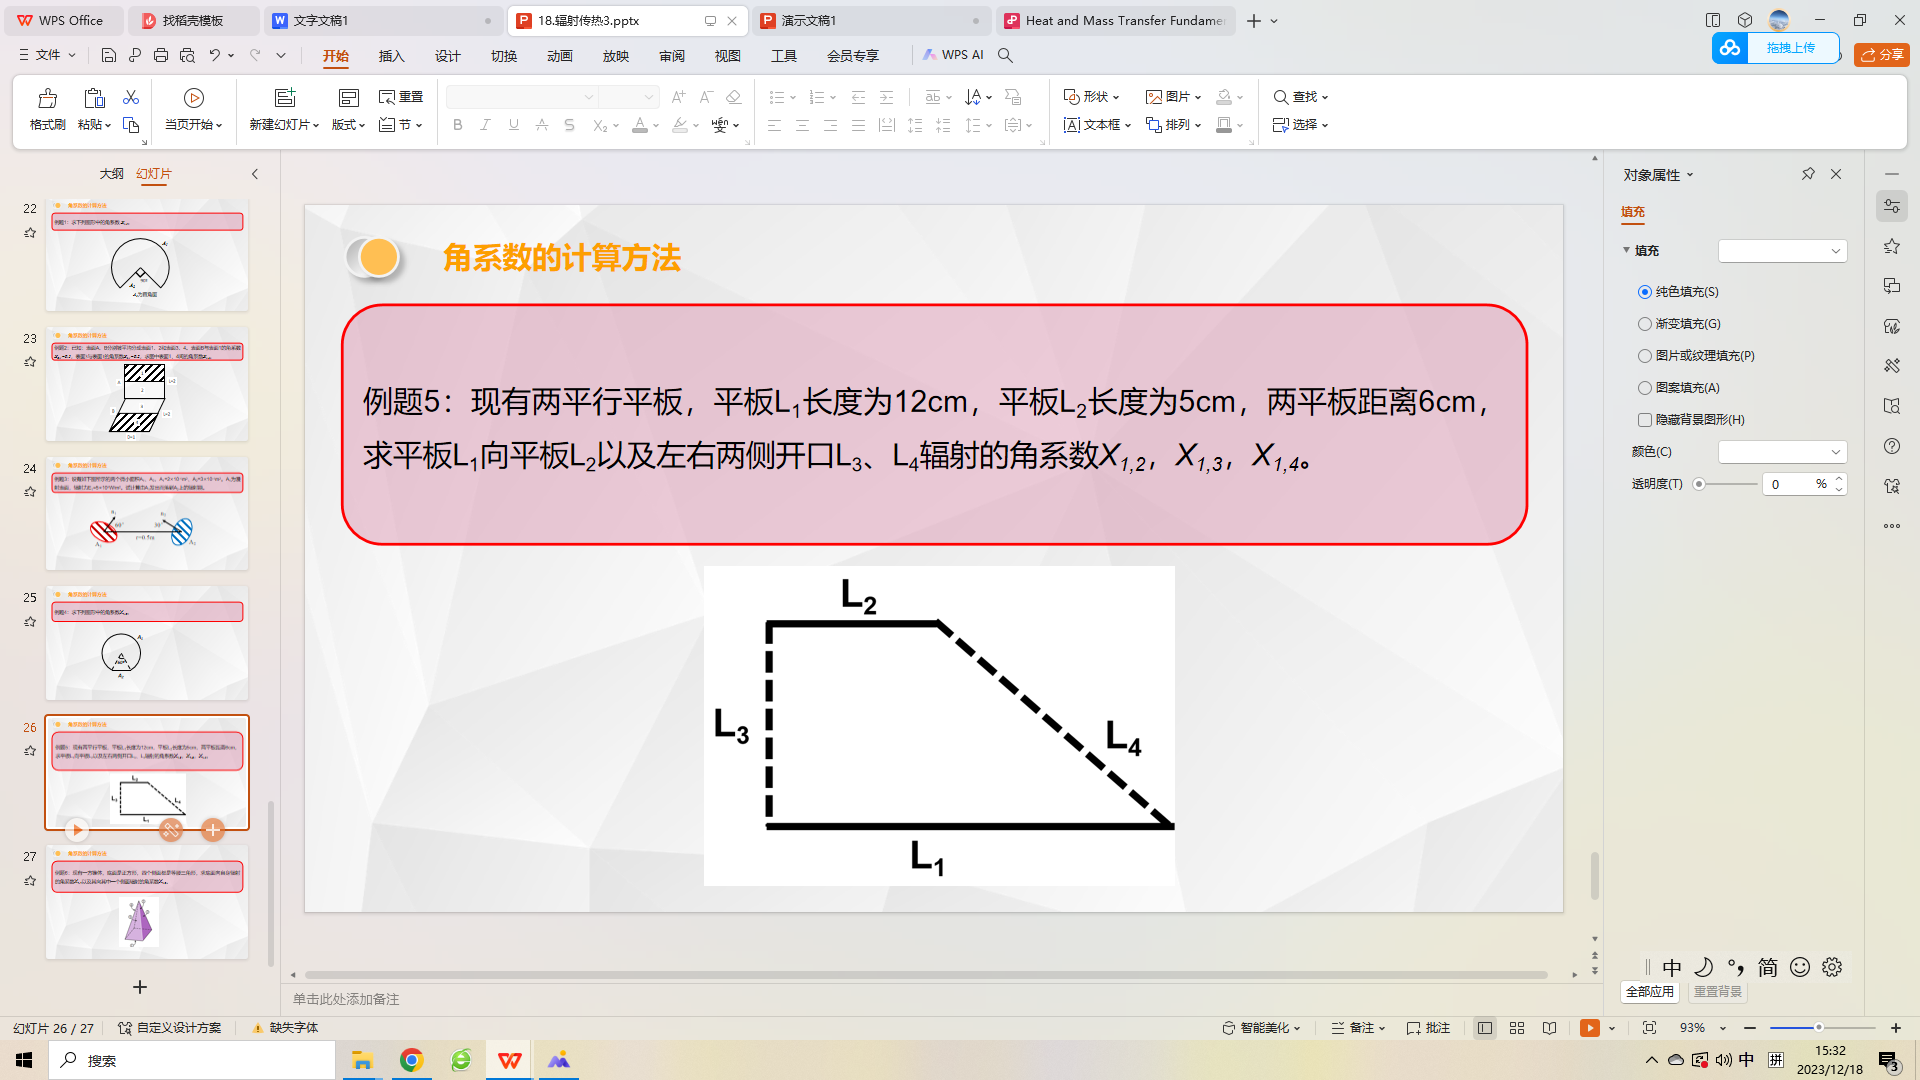 WPS Office
找稻壳模板
文字文稿1
18.辐射传热3.pptx
演示文稿1
Heat and Mass Transfer Fundamer
文件
开始
插入
设计
切换
动画
放映
审阅
视图
工具
会员专享
WPS AI
拖拽上传
分享
格式刷
粘贴
当页开始
新建幻灯片
版式
重置
节
形状
图片
文本框
排列
查找
选择
大纲
幻灯片
22
23
24
25
26
27
角系数的计算方法
例题5：现有两平行平板，平板L1长度为12cm，平板L2长度为5cm，两平板距离6cm，
求平板L1向平板L2以及左右两侧开口L3、L4辐射的角系数X1,2，X1,3，X1,4。
L2
L3
L4
L1
对象属性
填充
填充
纯色填充(S)
渐变填充(G)
图片或纹理填充(P)
图案填充(A)
隐藏背景图形(H)
颜色(C)
透明度(T)
0 %
中 简
全部应用
重置背景
单击此处添加备注
幻灯片 26 / 27
自定义设计方案
缺失字体
智能美化
备注
批注
93%
搜索
中
拼
15:32
2023/12/18
3